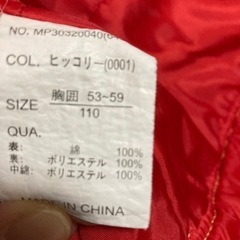 NO. MP30320040
COL. ヒッコリー(0001)
SIZE 胸囲 53~59
110
QUA.
表: 綿 100%
裏: ポリエステル 100%
中綿: ポリエステル 100%
MADE IN CHINA